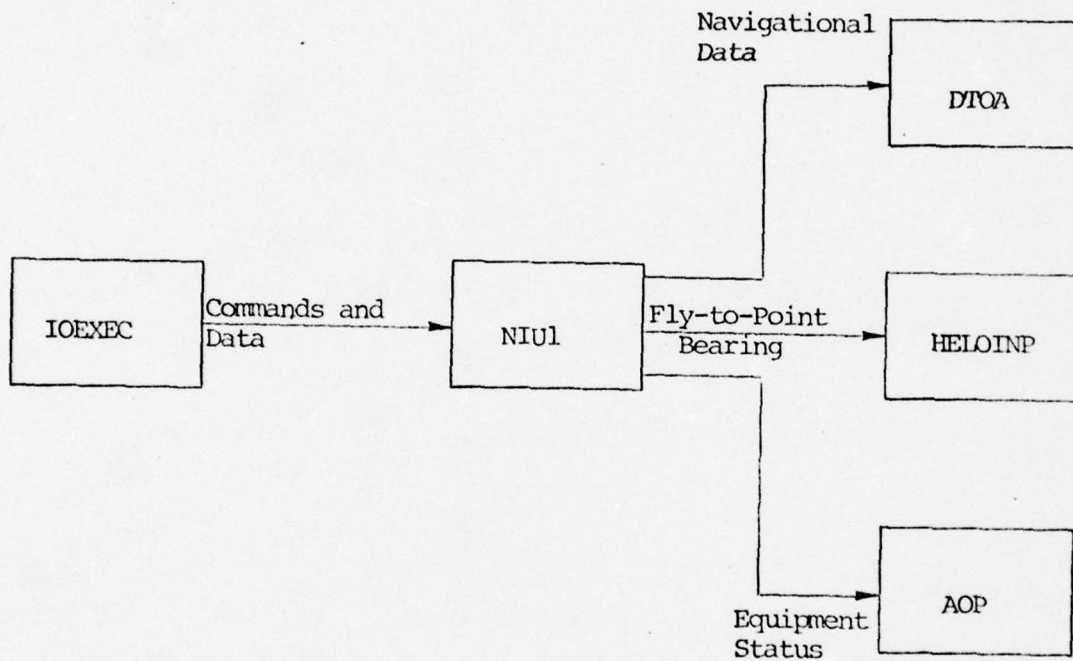 Navigational
Data
DTOA
IOEXEC
Commands and
Data
NIU1
Fly-to-Point
Bearing
HELOINP
Equipment
Status
AOP